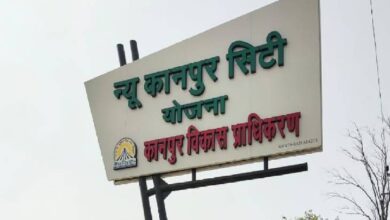 न्यू कानपुर सिटी
योजना
कानपुर विकास प्राधिकरण